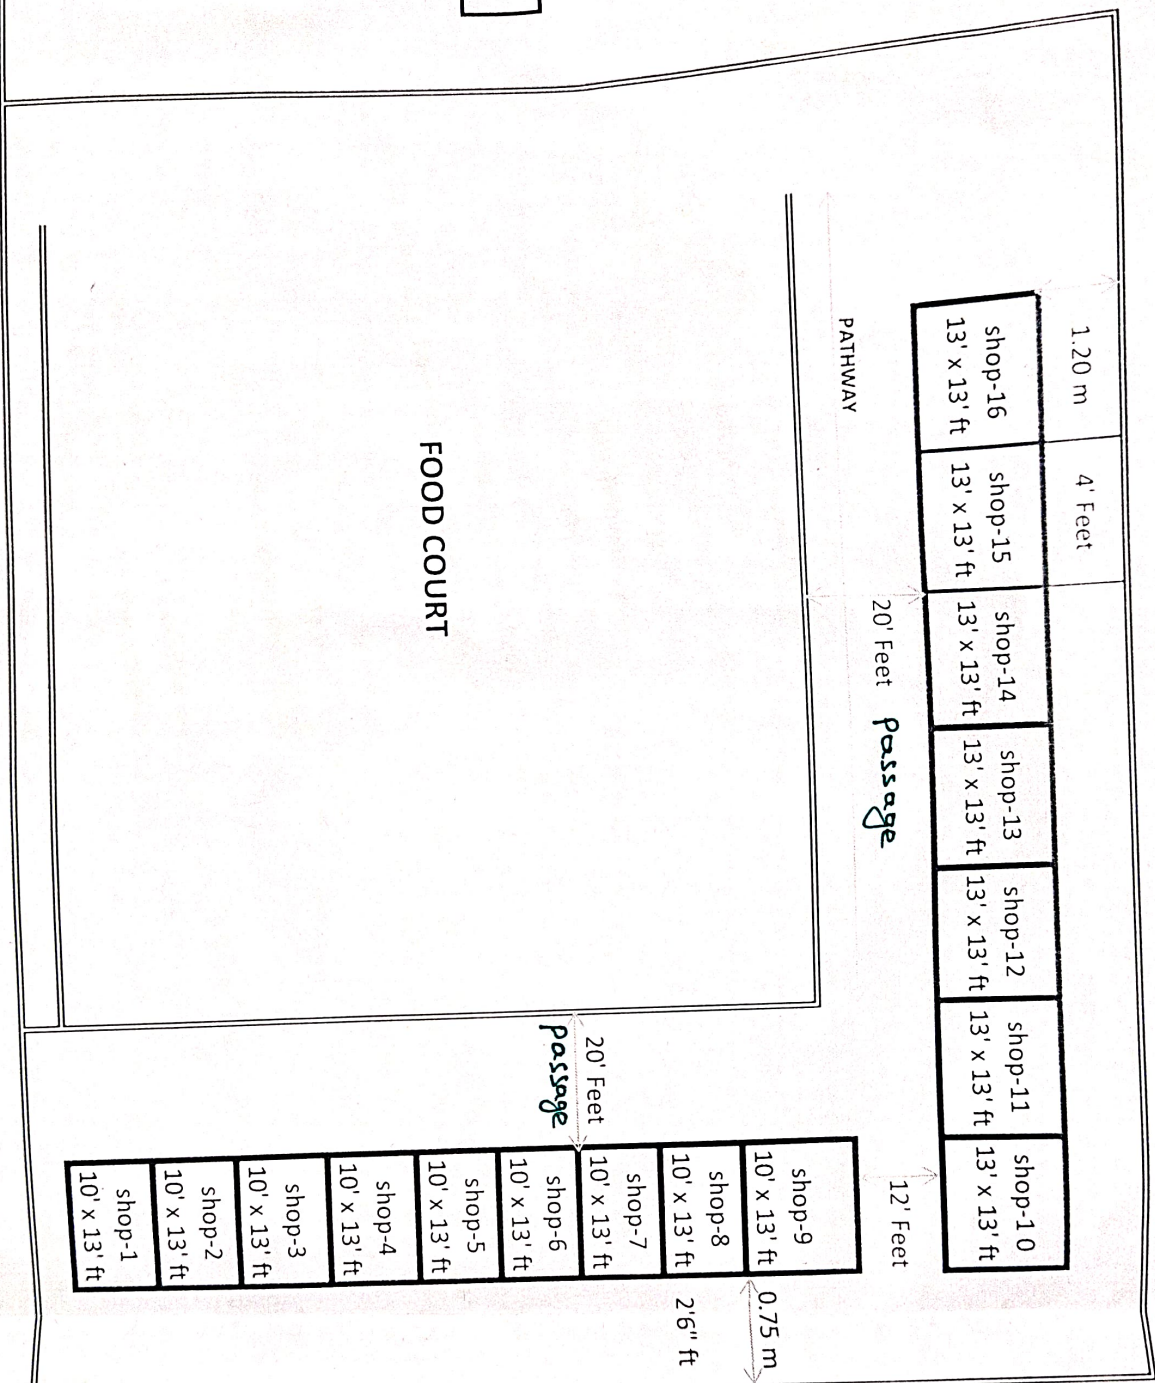 1.20 m
4' Feet
shop-16
13' x 13' ft
shop-15
13' x 13' ft
shop-14
13' x 13' ft
shop-13
13' x 13' ft
shop-12
13' x 13' ft
shop-11
13' x 13' ft
shop-10
13' x 13' ft
PATHWAY
20' Feet passage
12' Feet
FOOD COURT
20' Feet
passage
shop-9
10' x 13' ft
shop-8
10' x 13' ft
shop-7
10' x 13' ft
shop-6
10' x 13' ft
shop-5
10' x 13' ft
shop-4
10' x 13' ft
shop-3
10' x 13' ft
shop-2
10' x 13' ft
shop-1
10' x 13' ft
0.75 m
2'6" ft